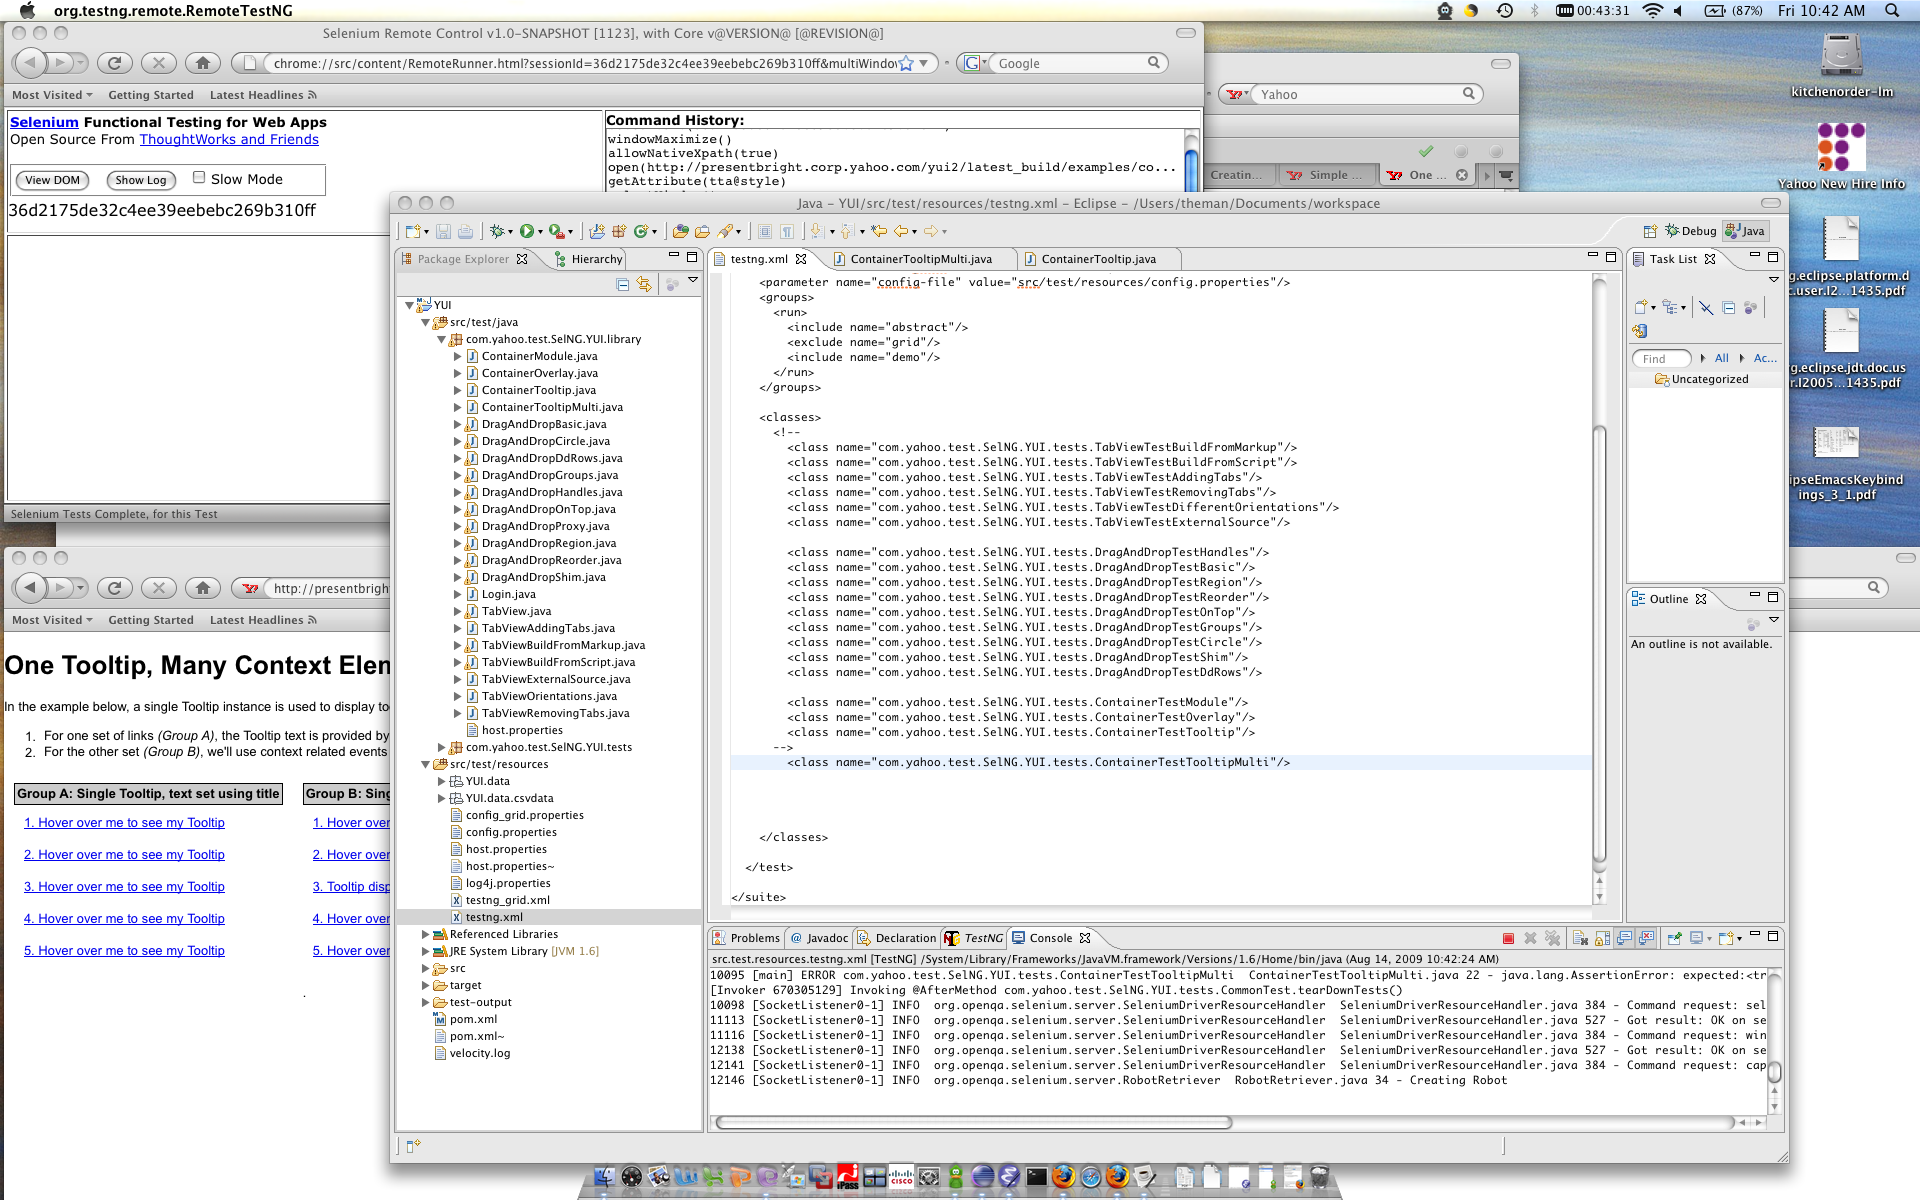 org.testng.remote.RemoteTestNG
00:43:31
(87%)
Fri 10:42 AM
Selenium Remote Control v1.0-SNAPSHOT [1123], with Core v@VERSION@ [@REVISION@]
chrome://src/content/RemoteRunner.html?sessionId=36d2175de32c4ee39eebebc269b310ff&multiWindow
Google
Most Visited
Getting Started
Latest Headlines
Selenium Functional Testing for Web Apps
Open Source From ThoughtWorks and Friends
View DOM
Show Log
Slow Mode
36d2175de32c4ee39eebebc269b310ff
Command History:
windowMaximize()
allowNativeXpath(true)
open(http://presentbright.corp.yahoo.com/yui2/latest_build/examples/co...
getAttribute(tta@style)
Selenium Tests Complete, for this Test
Yahoo
Creatin...
Simple ...
One ...
kitchenorder-lm
Yahoo New Hire Info
g.eclipse.platform.d
.user.I2...1435.pdf
g.eclipse.jdt.doc.us
r.I2005...1435.pdf
ipseEmacsKeybind
ings_3_1.pdf
http://presentbrigh
Most Visited
Getting Started
Latest Headlines
One Tooltip, Many Context Elen
In the example below, a single Tooltip instance is used to display to
1. For one set of links (Group A), the Tooltip text is provided by
2. For the other set (Group B), we'll use context related events
Group A: Single Tooltip, text set using title
1. Hover over me to see my Tooltip
2. Hover over me to see my Tooltip
3. Hover over me to see my Tooltip
4. Hover over me to see my Tooltip
5. Hover over me to see my Tooltip
Group B: Sing
1. Hover over
2. Hover over
3. Tooltip disp
4. Hover over
5. Hover over
.
Java - YUI/src/test/resources/testng.xml - Eclipse - /Users/theman/Documents/workspace
Debug
Java
Package Explorer
Hierarchy
YUI
src/test/java
com.yahoo.test.SelNG.YUI.library
ContainerModule.java
ContainerOverlay.java
ContainerTooltip.java
ContainerTooltipMulti.java
DragAndDropBasic.java
DragAndDropCircle.java
DragAndDropDdRows.java
DragAndDropGroups.java
DragAndDropHandles.java
DragAndDropOnTop.java
DragAndDropProxy.java
DragAndDropRegion.java
DragAndDropReorder.java
DragAndDropShim.java
Login.java
TabView.java
TabViewAddingTabs.java
TabViewBuildFromMarkup.java
TabViewBuildFromScript.java
TabViewExternalSource.java
TabViewOrientations.java
TabViewRemovingTabs.java
host.properties
com.yahoo.test.SelNG.YUI.tests
src/test/resources
YUI.data
YUI.data.csvdata
config_grid.properties
config.properties
host.properties
host.properties~
log4j.properties
testng_grid.xml
testng.xml
Referenced Libraries
JRE System Library [JVM 1.6]
src
target
test-output
pom.xml
pom.xml~
velocity.log
testng.xml
ContainerTooltipMulti.java
ContainerTooltip.java
<parameter name="config-file" value="src/test/resources/config.properties"/>
<groups>
<run>
<include name="abstract"/>
<exclude name="grid"/>
<include name="demo"/>
</run>
</groups>
<classes>
<!--
<class name="com.yahoo.test.SelNG.YUI.tests.TabViewTestBuildFromMarkup"/>
<class name="com.yahoo.test.SelNG.YUI.tests.TabViewTestBuildFromScript"/>
<class name="com.yahoo.test.SelNG.YUI.tests.TabViewTestAddingTabs"/>
<class name="com.yahoo.test.SelNG.YUI.tests.TabViewTestRemovingTabs"/>
<class name="com.yahoo.test.SelNG.YUI.tests.TabViewTestDifferentOrientations"/>
<class name="com.yahoo.test.SelNG.YUI.tests.TabViewTestExternalSource"/>
<class name="com.yahoo.test.SelNG.YUI.tests.DragAndDropTestHandles"/>
<class name="com.yahoo.test.SelNG.YUI.tests.DragAndDropTestBasic"/>
<class name="com.yahoo.test.SelNG.YUI.tests.DragAndDropTestRegion"/>
<class name="com.yahoo.test.SelNG.YUI.tests.DragAndDropTestReorder"/>
<class name="com.yahoo.test.SelNG.YUI.tests.DragAndDropTestOnTop"/>
<class name="com.yahoo.test.SelNG.YUI.tests.DragAndDropTestGroups"/>
<class name="com.yahoo.test.SelNG.YUI.tests.DragAndDropTestCircle"/>
<class name="com.yahoo.test.SelNG.YUI.tests.DragAndDropTestShim"/>
<class name="com.yahoo.test.SelNG.YUI.tests.DragAndDropTestDdRows"/>
<class name="com.yahoo.test.SelNG.YUI.tests.ContainerTestModule"/>
<class name="com.yahoo.test.SelNG.YUI.tests.ContainerTestOverlay"/>
<class name="com.yahoo.test.SelNG.YUI.tests.ContainerTestTooltip"/>
-->
<class name="com.yahoo.test.SelNG.YUI.tests.ContainerTestTooltipMulti"/>
</classes>
</test>
</suite>
Task List
Find
All
Ac...
Uncategorized
Outline
An outline is not available.
Problems
Javadoc
Declaration
TestNG
Console
src.test.resources.testng.xml [TestNG] /System/Library/Frameworks/JavaVM.framework/Versions/1.6/Home/bin/java (Aug 14, 2009 10:42:24 AM)
10095 [main] ERROR com.yahoo.test.SelNG.YUI.tests.ContainerTestTooltipMulti ContainerTestTooltipMulti.java 22 - java.lang.AssertionError: expected:<tr
[Invoker 670305129] Invoking @AfterMethod com.yahoo.test.SelNG.YUI.tests.CommonTest.tearDownTests()
10098 [SocketListener0-1] INFO org.openqa.selenium.server.SeleniumDriverResourceHandler SeleniumDriverResourceHandler.java 384 - Command request: sel
11113 [SocketListener0-1] INFO org.openqa.selenium.server.SeleniumDriverResourceHandler SeleniumDriverResourceHandler.java 527 - Got result: OK on se
11116 [SocketListener0-1] INFO org.openqa.selenium.server.SeleniumDriverResourceHandler SeleniumDriverResourceHandler.java 384 - Command request: win
12138 [SocketListener0-1] INFO org.openqa.selenium.server.SeleniumDriverResourceHandler SeleniumDriverResourceHandler.java 527 - Got result: OK on se
12141 [SocketListener0-1] INFO org.openqa.selenium.server.SeleniumDriverResourceHandler SeleniumDriverResourceHandler.java 384 - Command request: cap
12146 [SocketListener0-1] INFO org.openqa.selenium.server.RobotRetriever RobotRetriever.java 34 - Creating Robot
iPass
CISCO